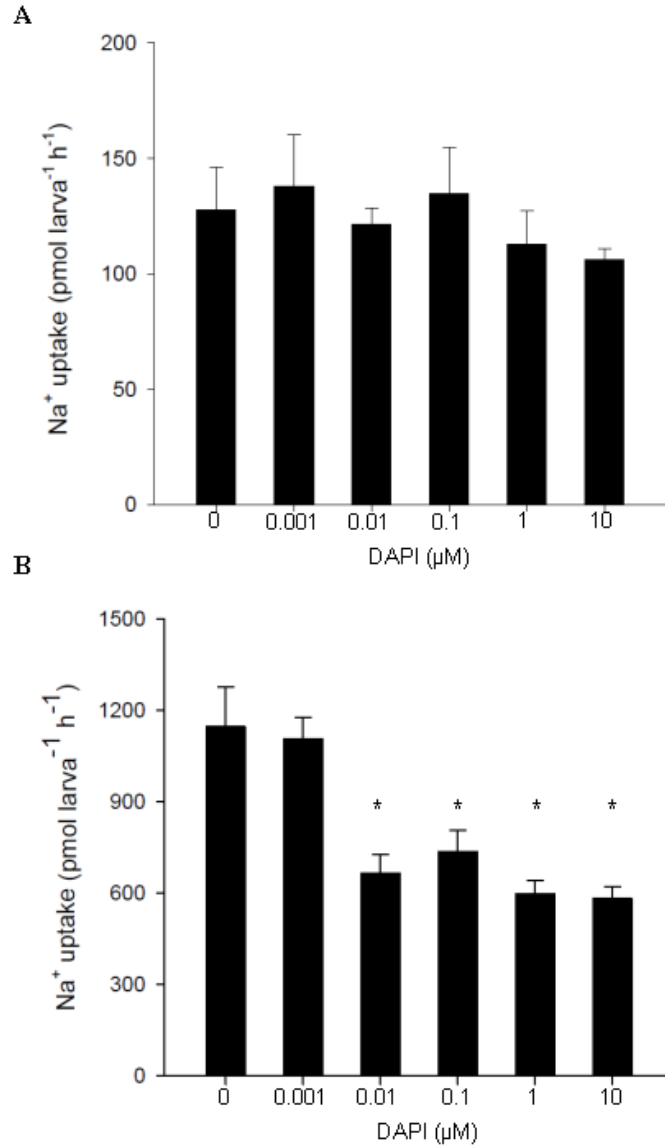 A
200
150
100
50
0
Na⁺ uptake (pmol larva⁻¹ h⁻¹)
0 0.001 0.01 0.1 1 10
DAPI (µM)
B
1500
1200
900
600
300
0
Na⁺ uptake (pmol larva⁻¹ h⁻¹)
* * * *
0 0.001 0.01 0.1 1 10
DAPI (µM)